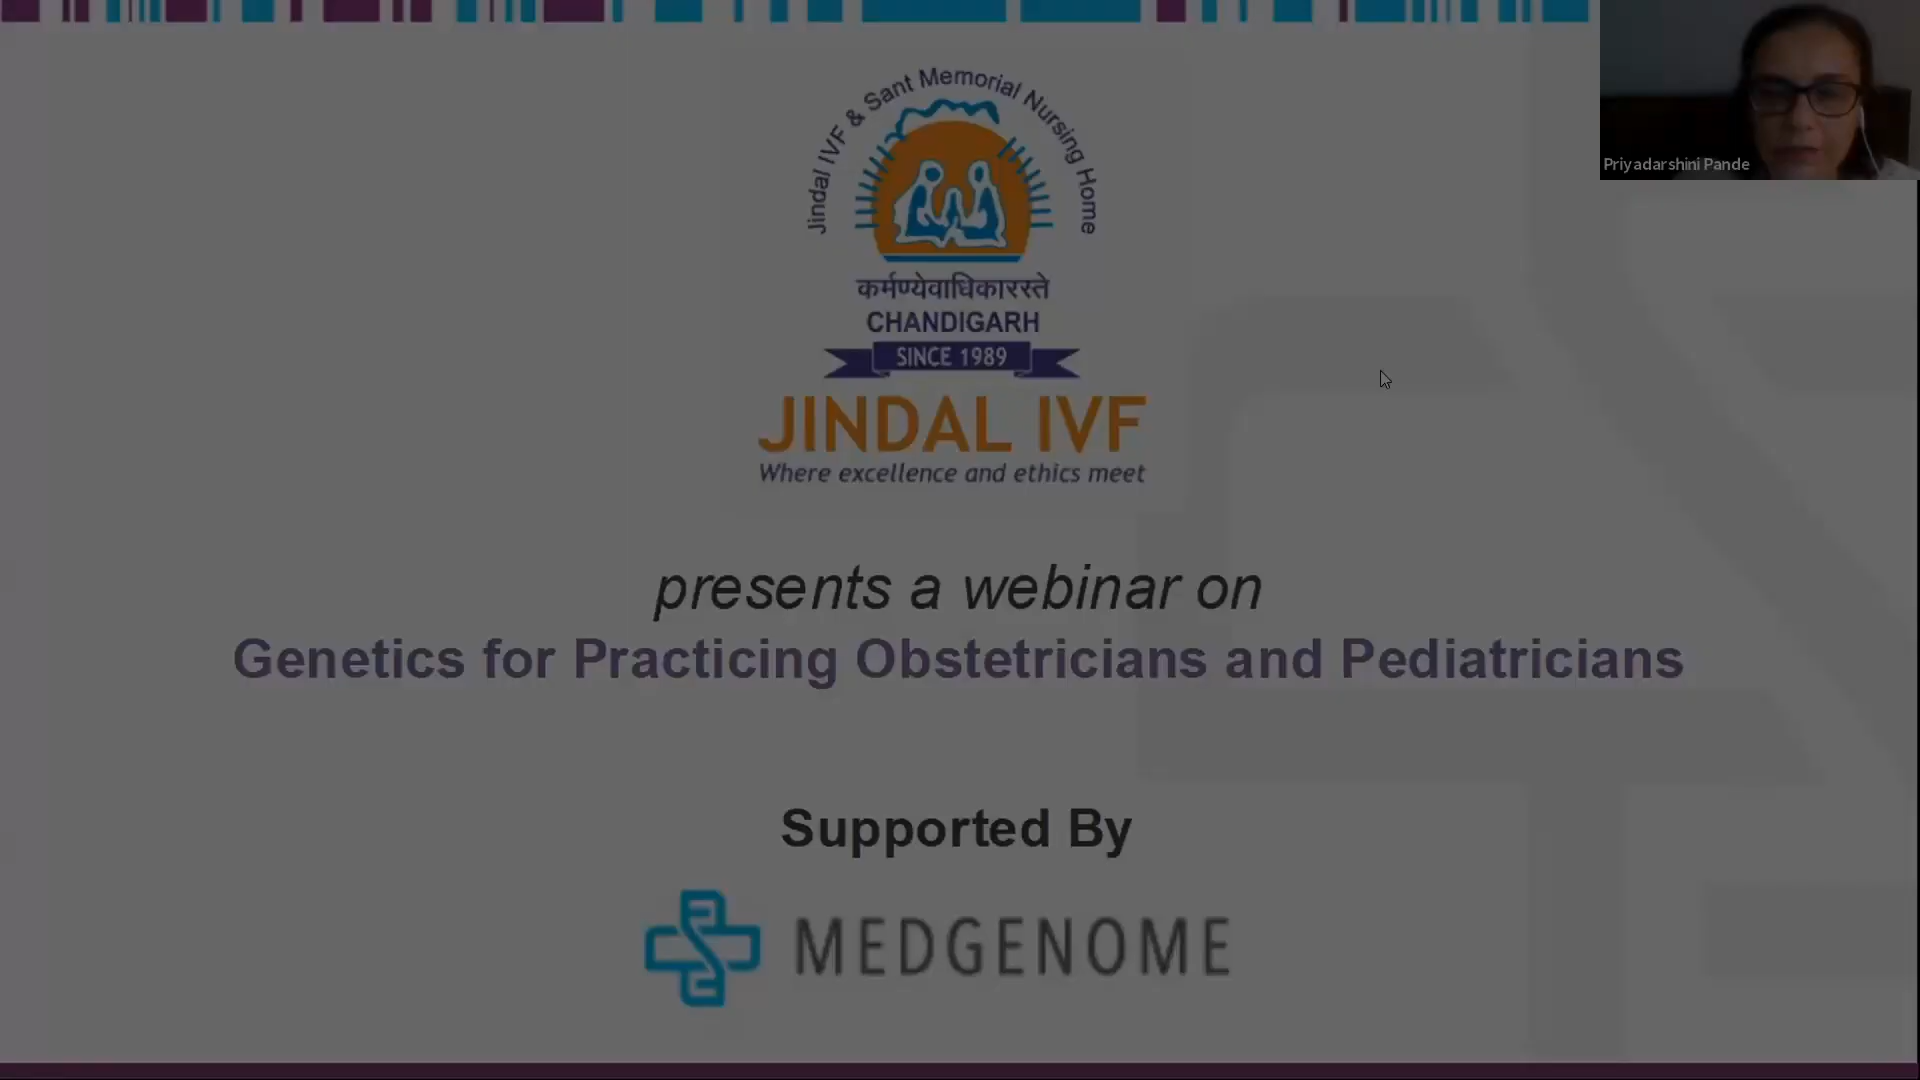 Jindal IVF & Sant Memorial Nursing Home
कर्मण्येवाधिकारस्ते
CHANDIGARH
SINCE 1989
JINDAL IVF
Where excellence and ethics meet
Priyadarshini Pande
presents a webinar on
Genetics for Practicing Obstetricians and Pediatricians
Supported By
MEDGENOME